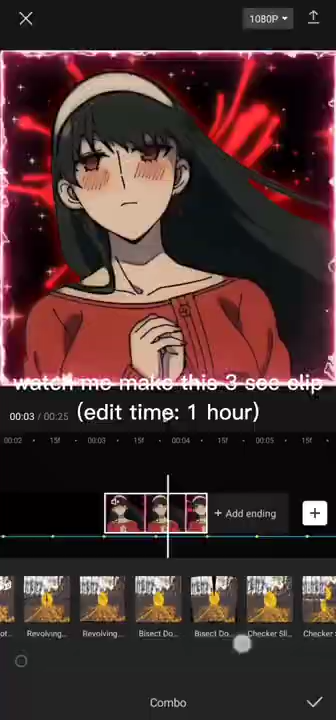 1080P
watch me make this 3 sec clip
(edit time: 1 hour)
00:03 / 00:25
00:02 15f 00:03 15f 00:04 15f 00:05 15f
+ Add ending +
ot... Revolving... Revolving... Bisect Do... Bisect Do... Checker Sli... Checke
Combo